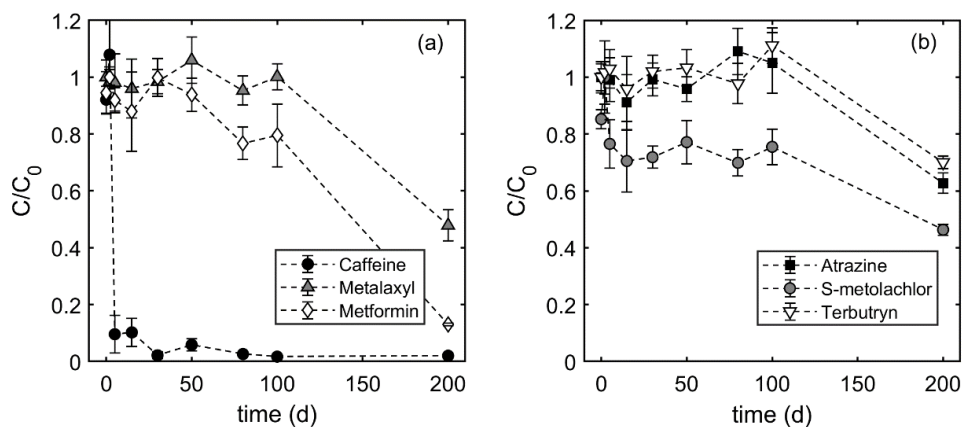 1.2
1
0.8
0.6
0.4
0.2
0
C/C0
(a)
Caffeine
Metalaxyl
Metformin
0 50 100 150 200
time (d)
1.2
1
0.8
0.6
0.4
0.2
0
C/C0
(b)
Atrazine
S-metolachlor
Terbutryn
0 50 100 150 200
time (d)